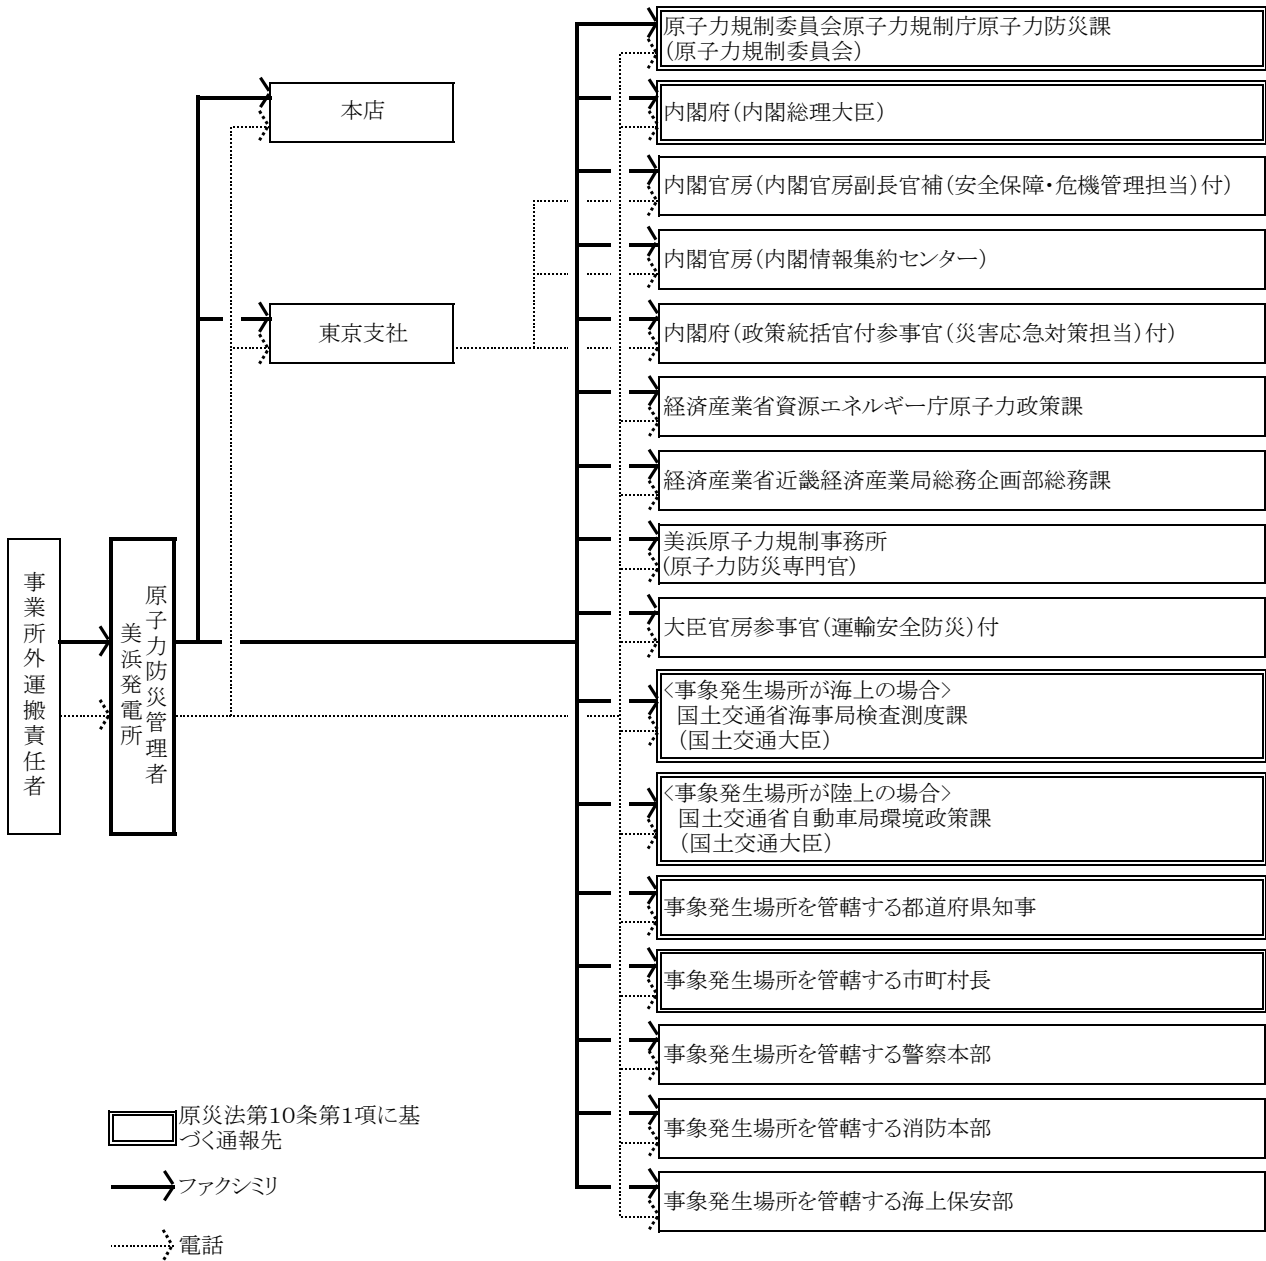 事業所外運搬責任者
原子力防災管理者
美浜発電所
本店
東京支社
原子力規制委員会原子力規制庁原子力防災課
（原子力規制委員会）
内閣府（内閣総理大臣）
内閣官房（内閣官房副長官補（安全保障・危機管理担当）付）
内閣官房（内閣情報集約センター）
内閣府（政策統括官付参事官（災害応急対策担当）付）
経済産業省資源エネルギー庁原子力政策課
経済産業省近畿経済産業局総務企画部総務課
美浜原子力規制事務所
（原子力防災専門官）
大臣官房参事官（運輸安全防災）付
＜事象発生場所が海上の場合＞
国土交通省海事局検査測度課
（国土交通大臣）
＜事象発生場所が陸上の場合＞
国土交通省自動車局環境政策課
（国土交通大臣）
事象発生場所を管轄する都道府県知事
事象発生場所を管轄する市町村長
事象発生場所を管轄する警察本部
事象発生場所を管轄する消防本部
事象発生場所を管轄する海上保安部
原災法第10条第1項に基
づく通報先
ファクシミリ
電話